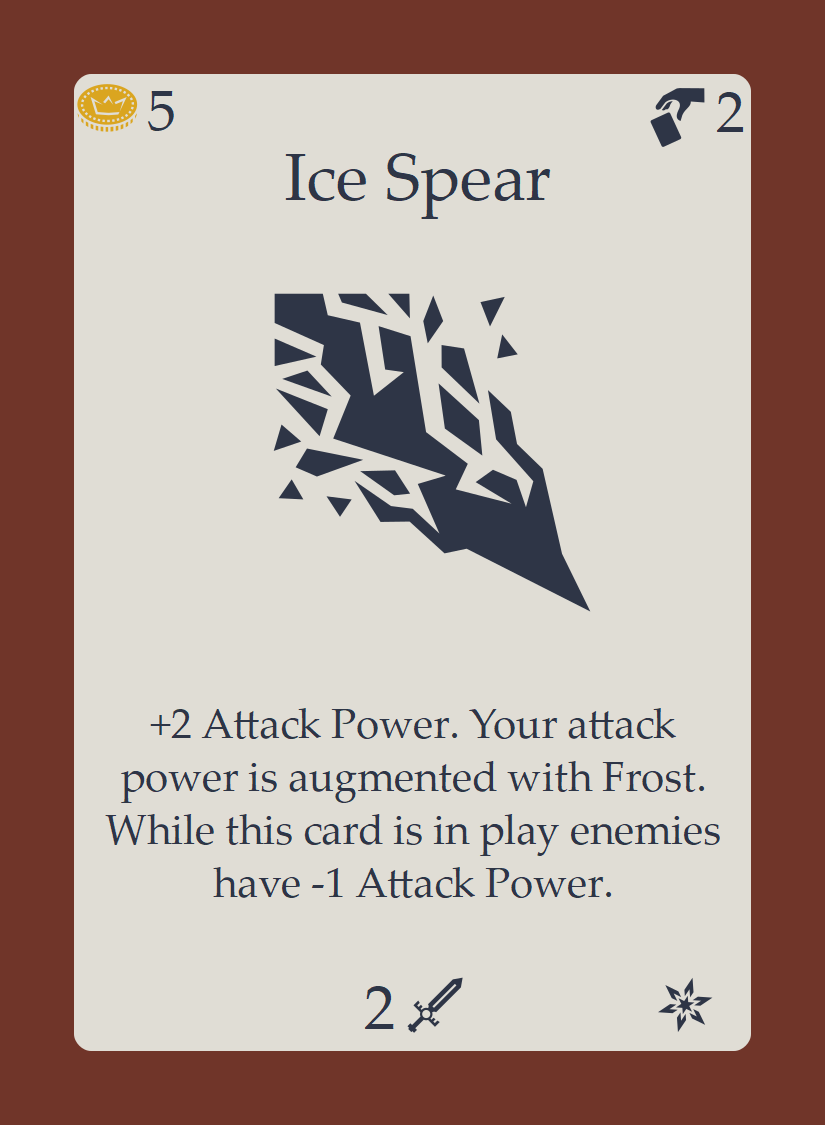 5
2
Ice Spear
+2 Attack Power. Your attack
power is augmented with Frost.
While this card is in play enemies
have -1 Attack Power.
2